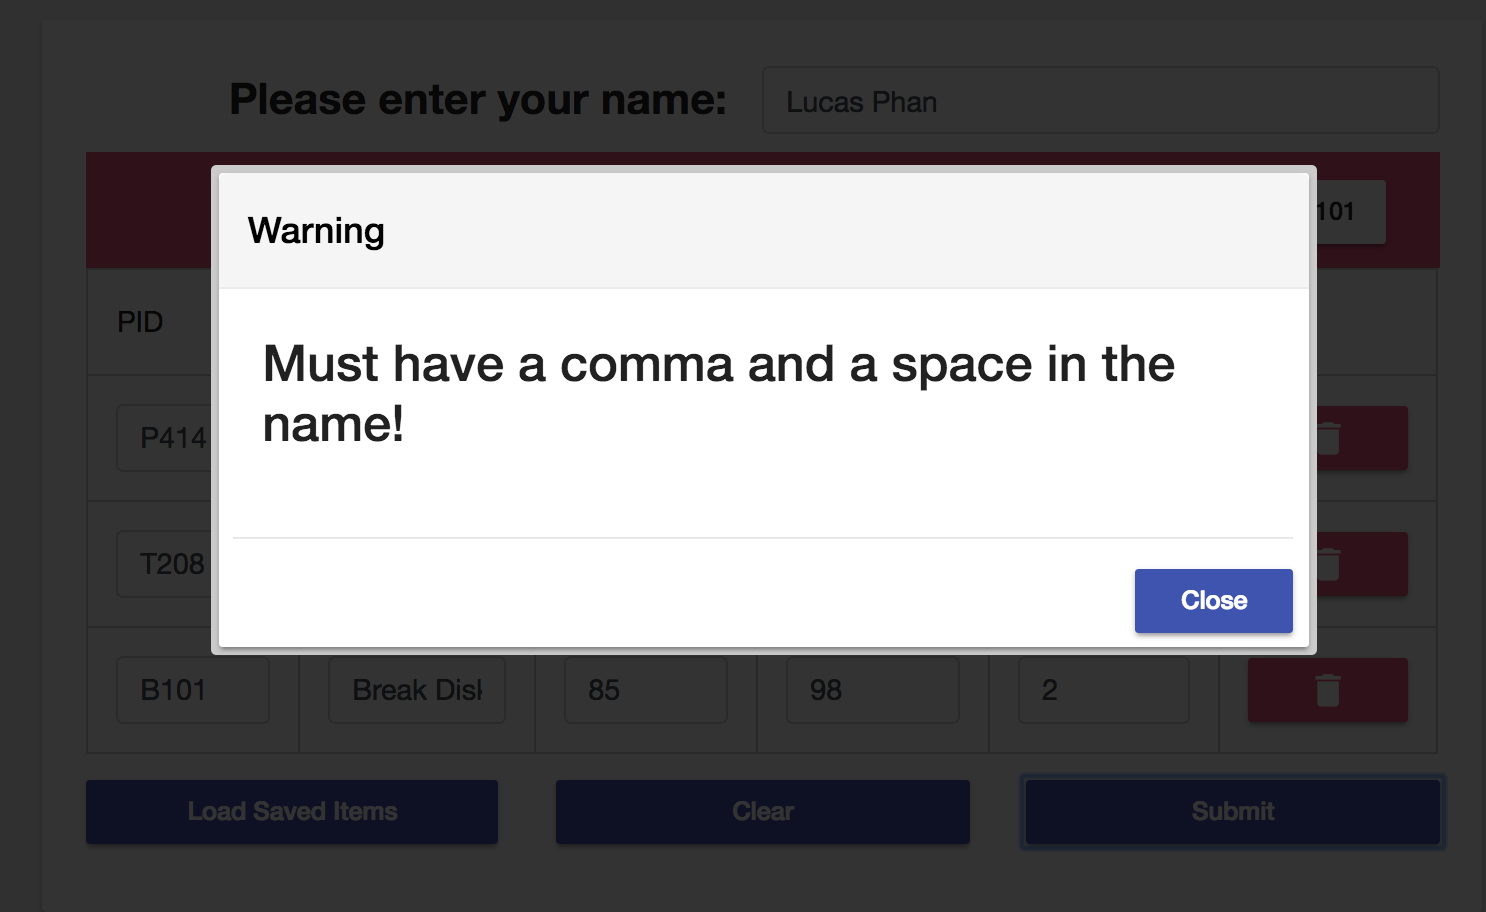 Please enter your name: Lucas Phan
101
Warning
PID
Must have a comma and a space in the
name!
P414
T208
Close
B101 Break Disk 85 98 2
Load Saved Items Clear Submit